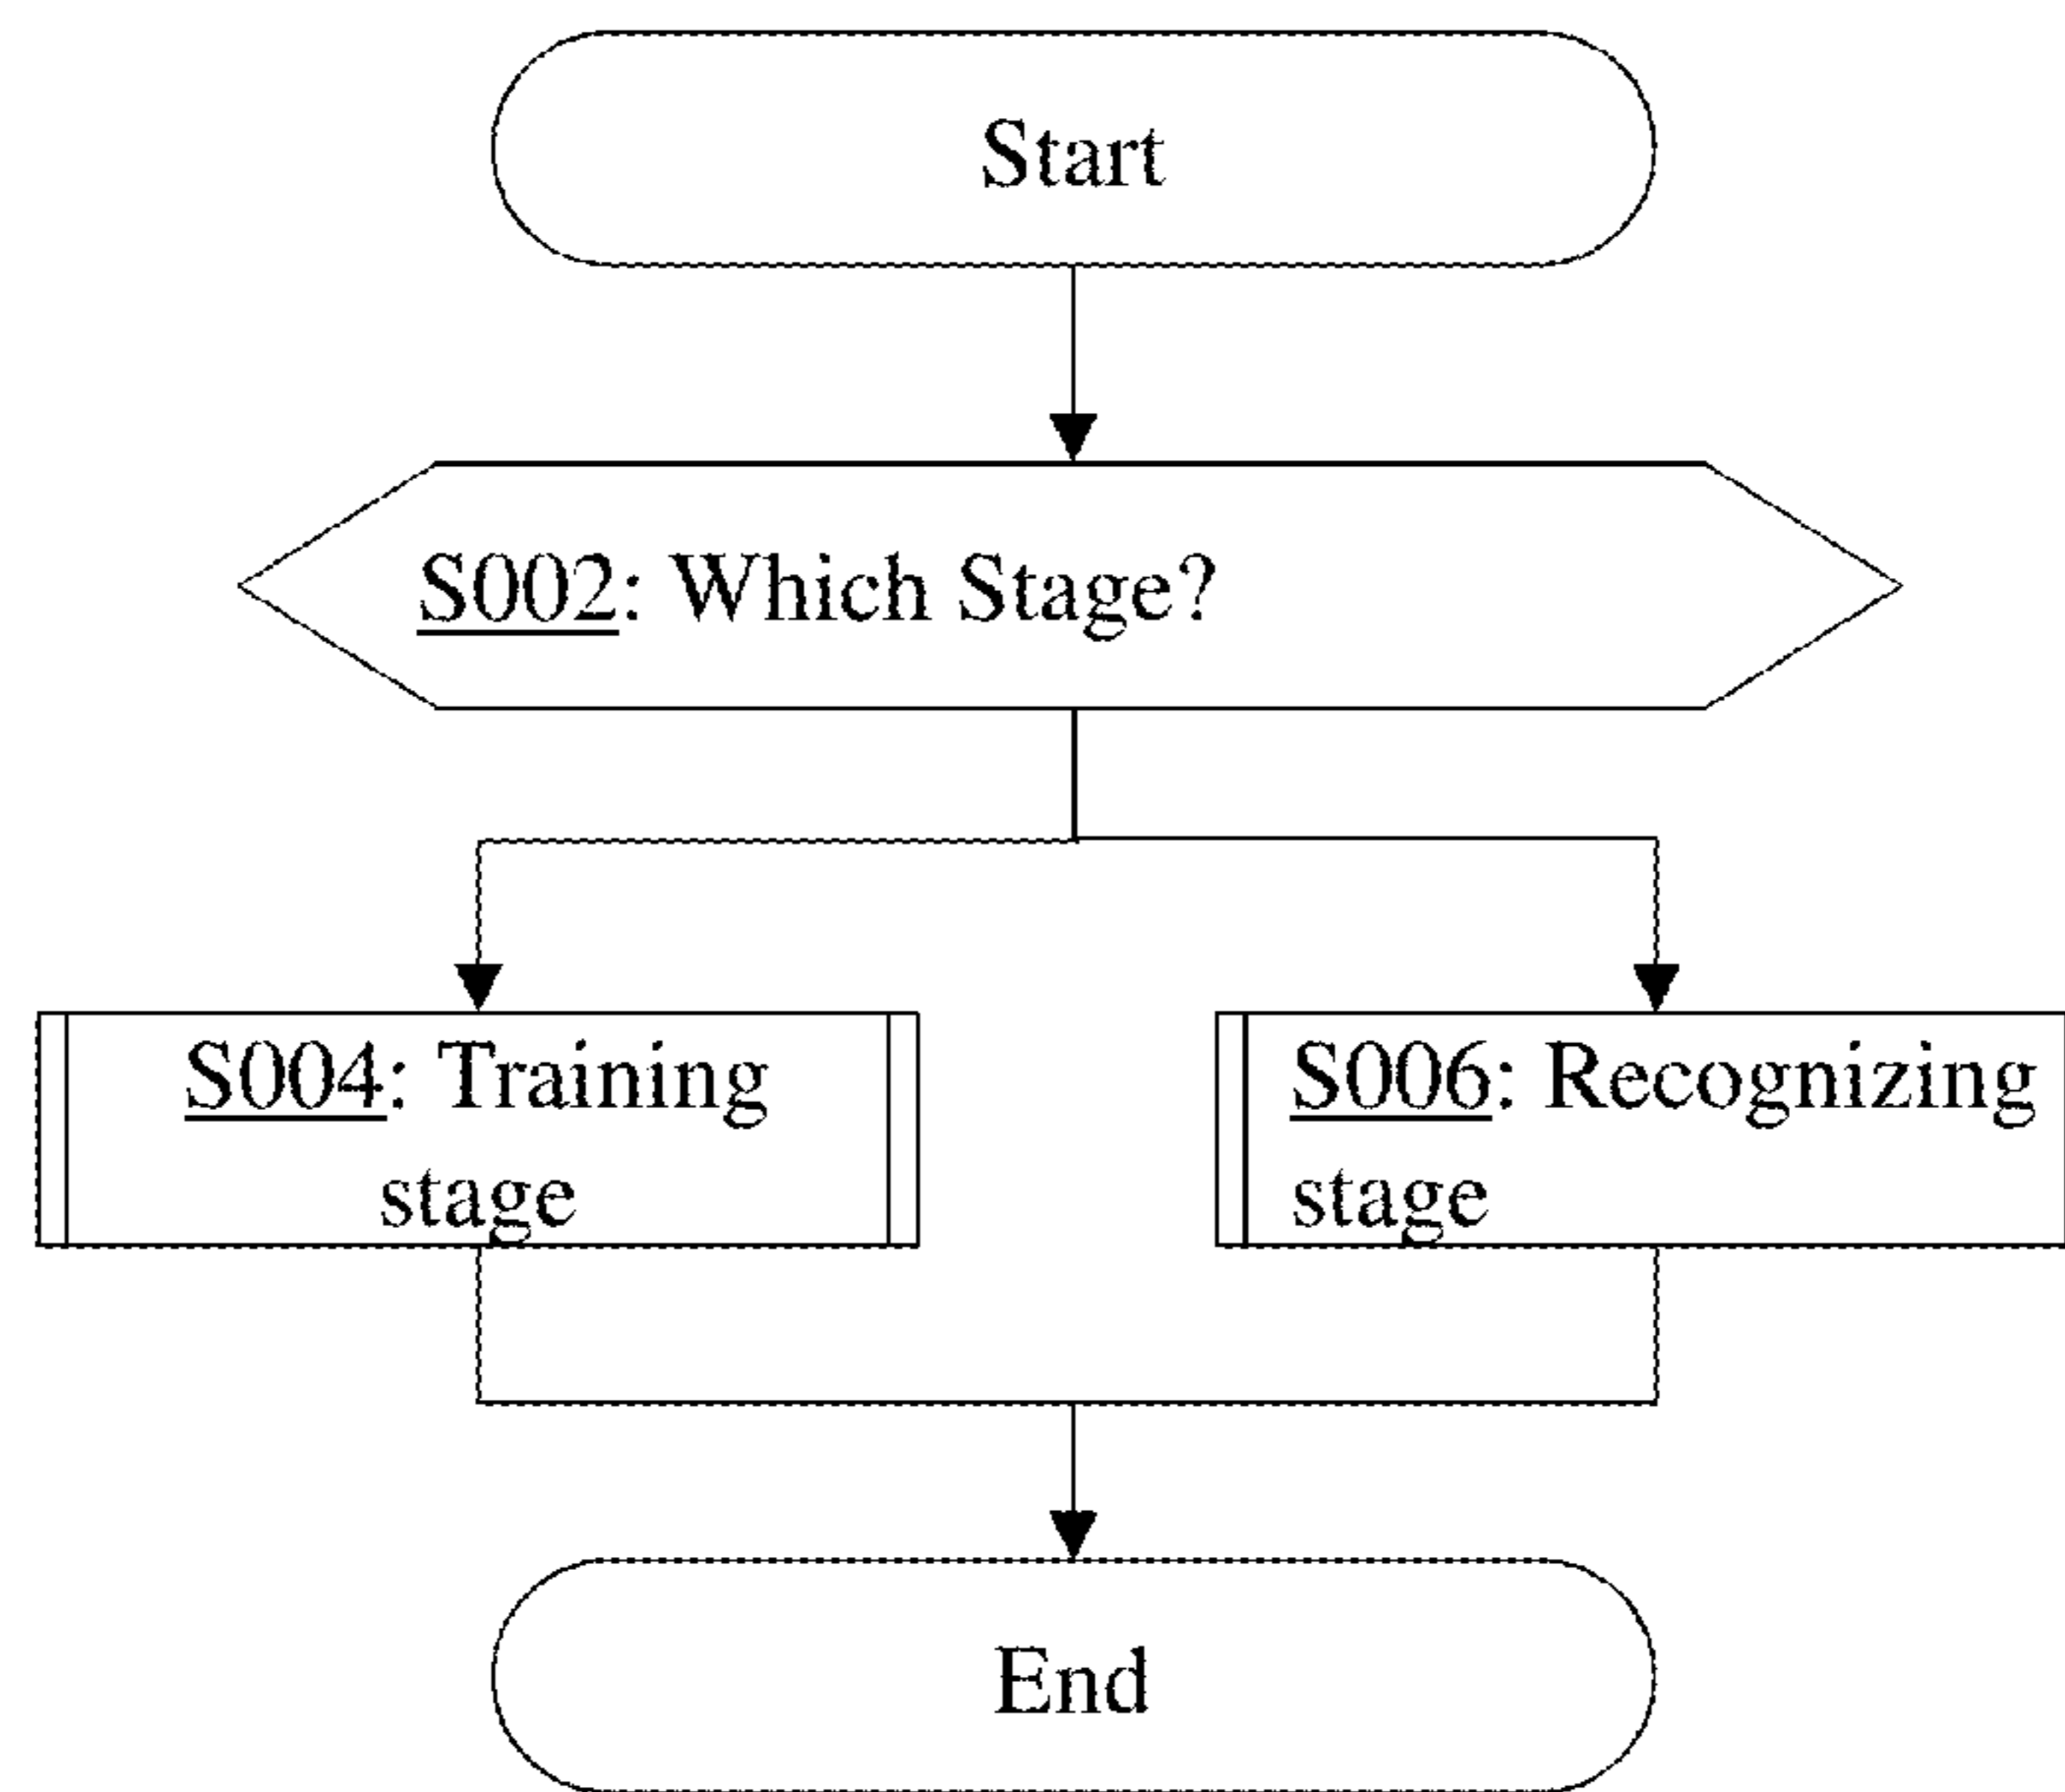 Start
S002: Which Stage?
S004: Training
stage
S006: Recognizing
stage
End